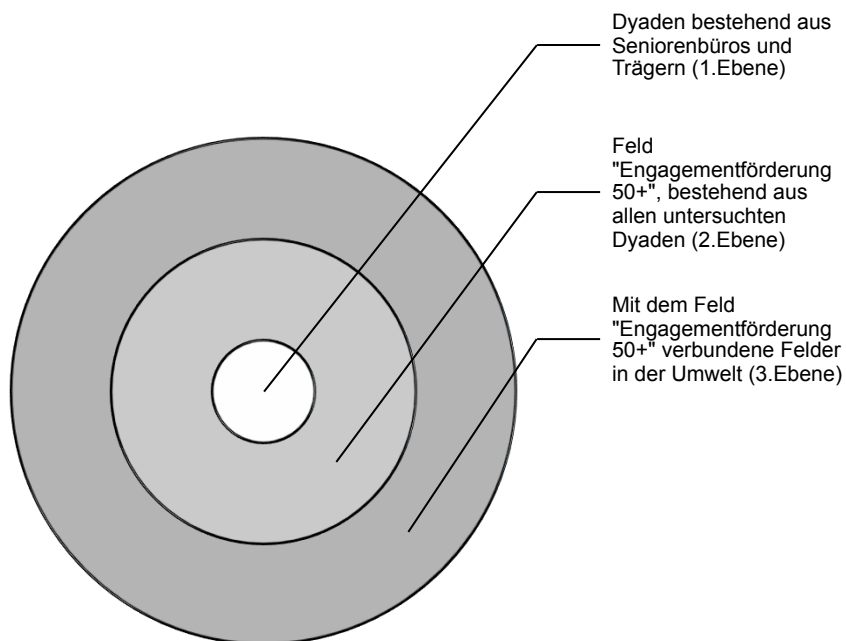 Dyaden bestehend aus
Seniorenbüros und
Trägern (1.Ebene)
Feld
"Engagementförderung
50+", bestehend aus
allen untersuchten
Dyaden (2.Ebene)
Mit dem Feld
"Engagementförderung
50+" verbundene Felder
in der Umwelt (3.Ebene)